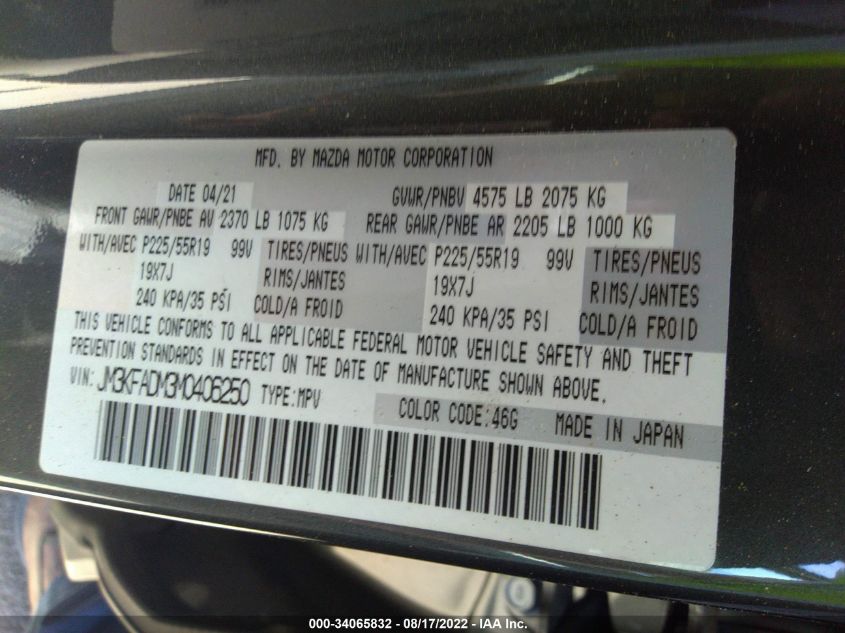 MFD. BY MAZDA MOTOR CORPORATION
DATE 04/21 GVWR/PNBV 4575 LB 2075 KG
FRONT GAWR/PNBE AV 2370 LB 1075 KG REAR GAWR/PNBE AR 2205 LB 1000 KG
WITH/AVEC P225/55R19 99V TIRES/PNEUS WITH/AVEC P225/55R19 99V TIRES/PNEUS
19X7J RIMS/JANTES 19X7J RIMS/JANTES
240 KPA/35 PSI COLD/A FROID 240 KPA/35 PSI COLD/A FROID
THIS VEHICLE CONFORMS TO ALL APPLICABLE FEDERAL MOTOR VEHICLE SAFETY AND THEFT
PREVENTION STANDARDS IN EFFECT ON THE DATE OF MANUFACTURE SHOWN ABOVE.
VIN: JM3KFADM3M0406250 TYPE:MPV COLOR CODE:46G MADE IN JAPAN
000-34065832 - 08/17/2022 - IAA Inc.